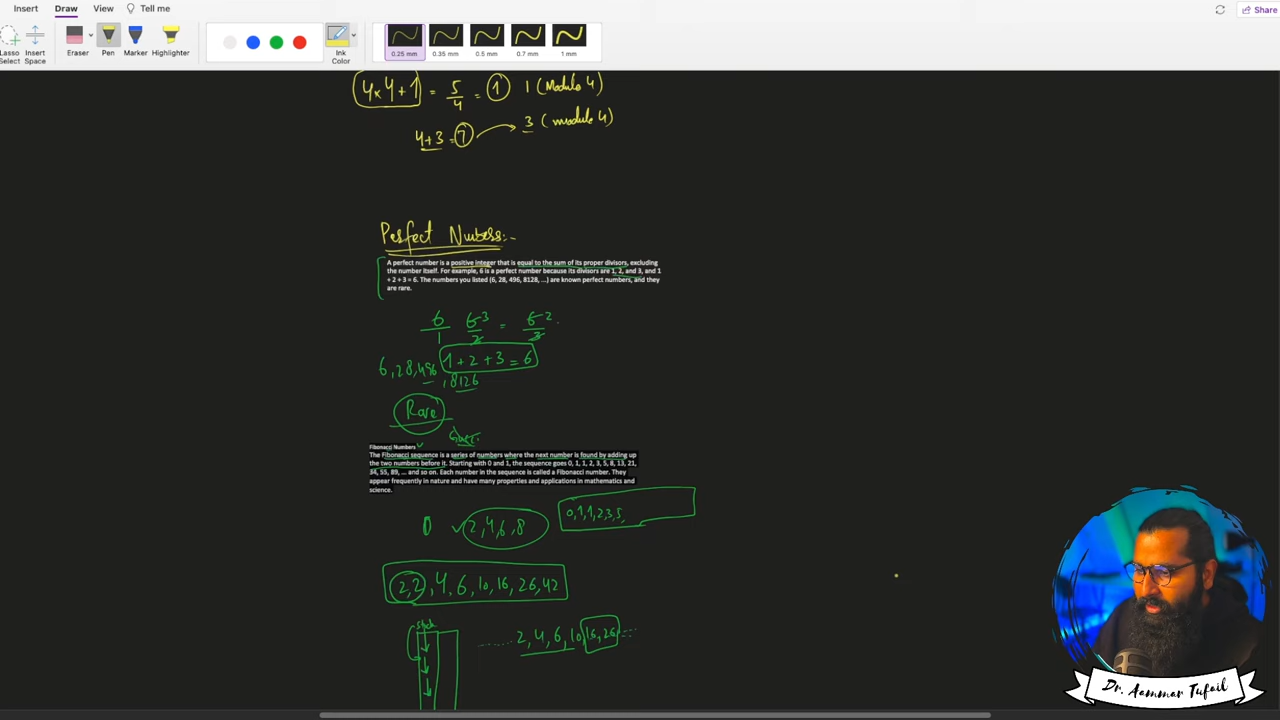 Insert Draw View Tell me
Share
Lasso Select
Insert Space
Eraser
Pen
Marker
Highlighter
Ink Color
0.25 mm
0.35 mm
0.5 mm
0.7 mm
1 mm
4x4+1 = 5/4 = 1 1 (Modulo 4)
4+3 = 7 3 (modulo 4)
Perfect Numbers:-
A perfect number is a positive integer that is equal to the sum of its proper divisors, excluding
the number itself. For example, 6 is a perfect number because its divisors are 1, 2, and 3, and 1
+ 2 + 3 = 6. The numbers you listed (6, 28, 496, 8128, ...) are known perfect numbers, and they
are rare.
6/1 6/2 3 = 6/3 2
6,28,496 1+2+3=6
,8126
Rare
Fibonacci Numbers
The Fibonacci sequence is a series of numbers where the next number is found by adding up
the two numbers before it. Starting with 0 and 1, the sequence goes 0, 1, 1, 2, 3, 5, 8, 13, 21,
34, 55, 89, ... and so on. Each number in the sequence is called a Fibonacci number. They
appear frequently in nature and have many properties and applications in mathematics and
science.
0 2,4,6,8 0,1,1,2,3,5,
2,2,4,6,10,16,26,42
...... 2,4,6,10,16,26
Dr. Aammar Tufail